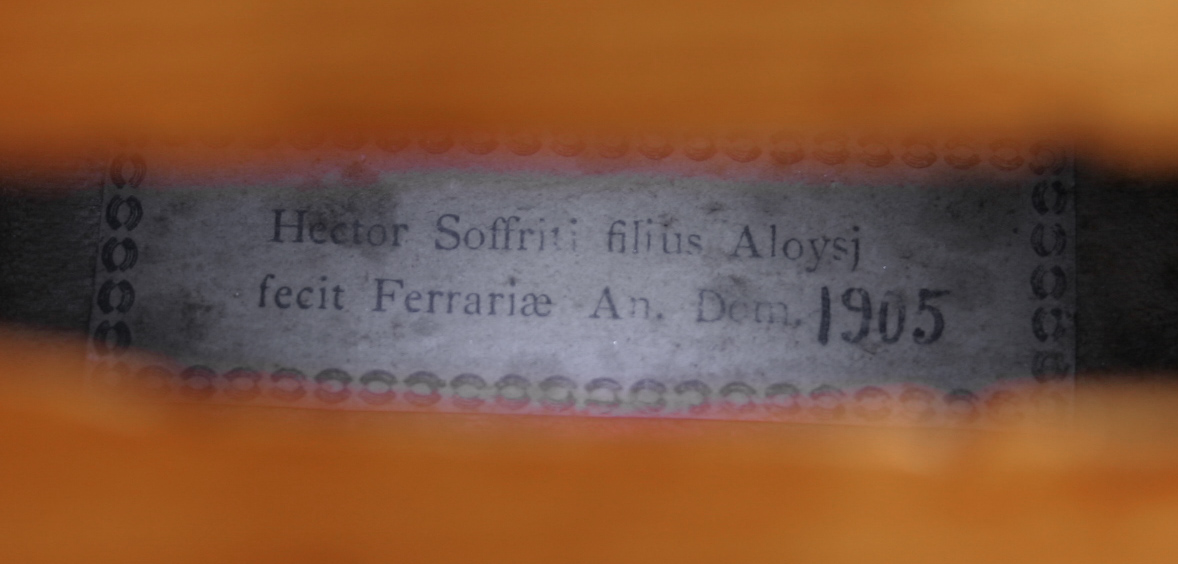 Hector Soffriti filius Aloysj
fecit Ferrariæ An. Dom. 1905